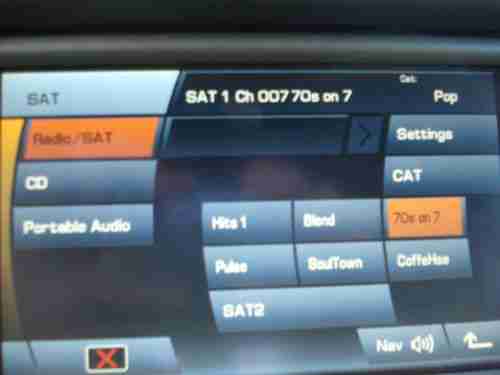 SAT
SAT 1 Ch 007 70s on 7
Cat:
Pop
Radio/SAT
Settings
CD
CAT
Portable Audio
Hits 1
Blend
70s on 7
Pulse
SoulTown
CoffeHse
SAT2
Nav